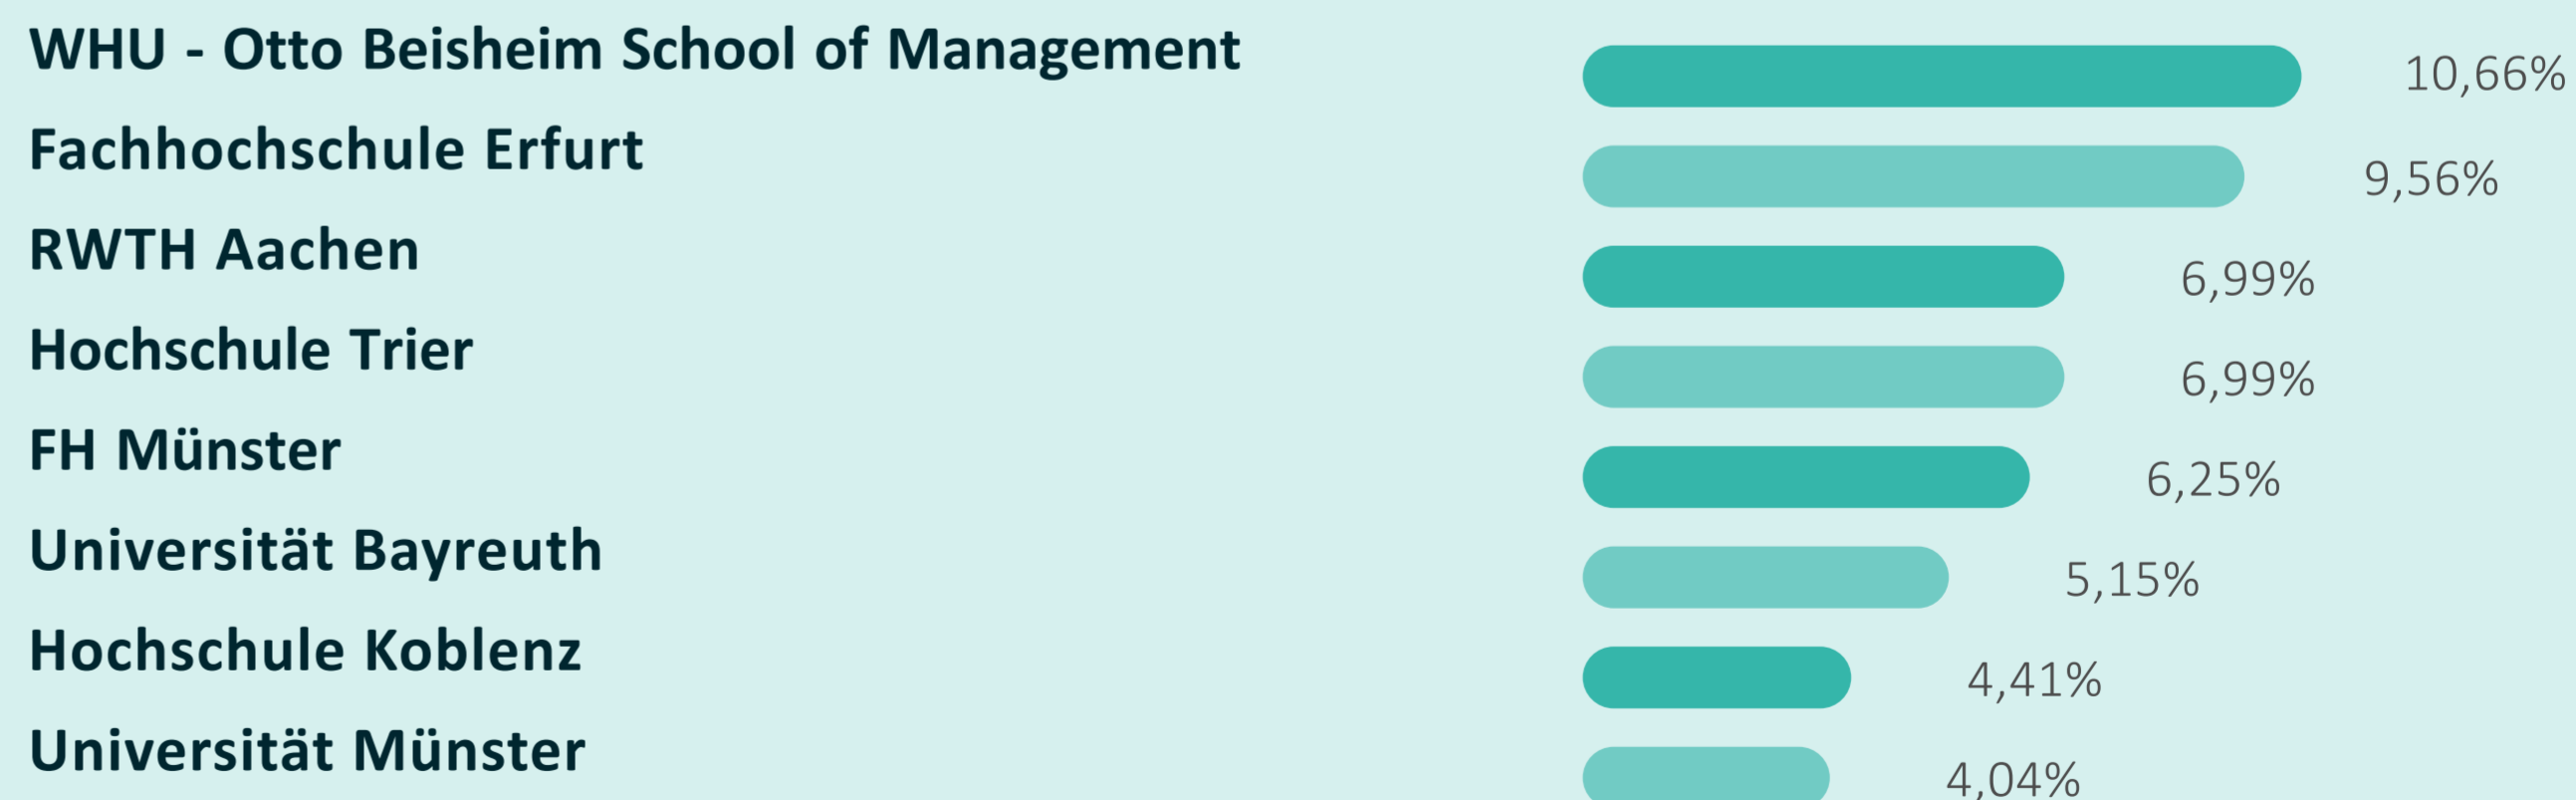 WHU - Otto Beisheim School of Management 10,66%
Fachhochschule Erfurt 9,56%
RWTH Aachen 6,99%
Hochschule Trier 6,99%
FH Münster 6,25%
Universität Bayreuth 5,15%
Hochschule Koblenz 4,41%
Universität Münster 4,04%